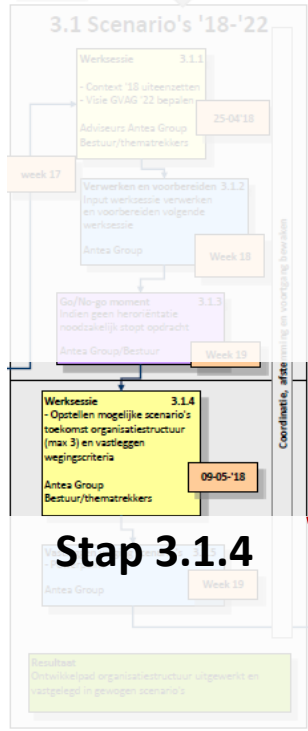 3.1 Scenario's '18-'22
Werksessie 3.1.1
- Context '18 uiteenzetten
- Visie GVAG '22 bepalen
Adviseurs Antea Group
Bestuur/thematrekkers
25-04'18
week 17
Verwerken en voorbereiden 3.1.2
Input werksessie verwerken
en voorbereiden volgende
werksessie
Antea Group
Week 18
Go/No-go moment 3.1.3
Indien geen heroriëntatie
noodzakelijk stopt opdracht
Antea Group/Bestuur
Week 19
Werksessie 3.1.4
- Opstellen mogelijke scenario's
toekomst organisatiestructuur
(max 3) en vastleggen
wegingscriteria
Antea Group
Bestuur/thematrekkers
09-05-'18
Stap 3.1.4
Antea Group
Week 19
Resultaat
Ontwikkelpad organisatiestructuur uitgewerkt en
vastgelegd in gewogen scenario's
Coordinatie, afstemming en voortgang bewaken